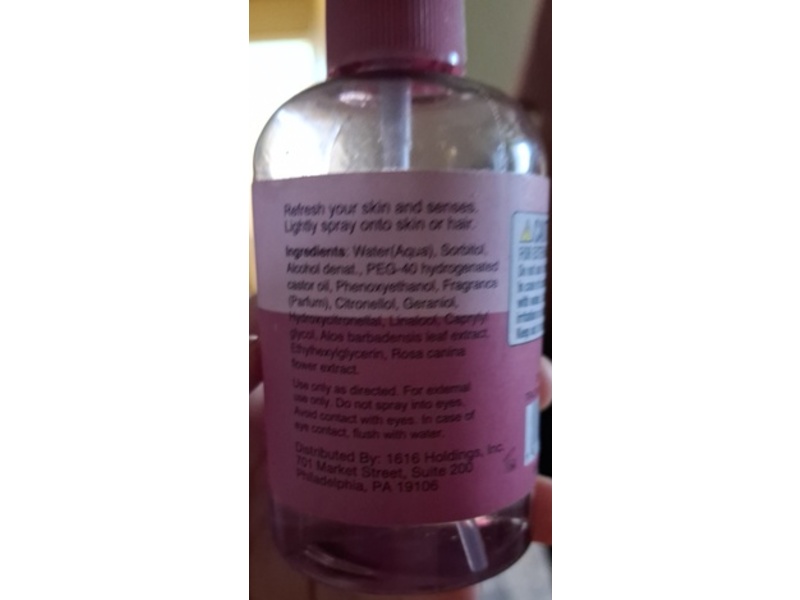 Refresh your skin and senses.
Lightly spray onto skin or hair.
Ingredients: Water(Aqua), Sorbitol,
Alcohol denat., PEG-40 hydrogenated
castor oil, Phenoxyethanol, Fragrance
(Parfum), Citronellol, Geraniol,
Hydroxycitronellal, Linalool, Caprylyl
glycol, Aloe barbadensis leaf extract,
Ethylhexylglycerin, Rosa canina
flower extract.
Use only as directed. For external
use only. Do not spray into eyes.
Avoid contact with eyes. In case of
eye contact, flush with water.
Distributed By: 1616 Holdings, Inc.
701 Market Street, Suite 200
Philadelphia, PA 19106